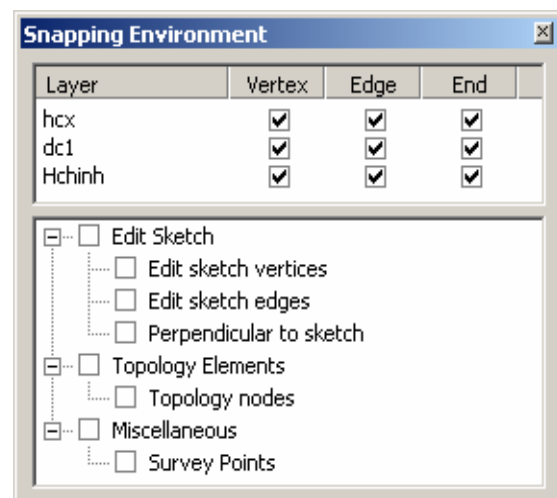 Snapping Environment
Layer Vertex Edge End
hcx
dc1
Hchinh
Edit Sketch
Edit sketch vertices
Edit sketch edges
Perpendicular to sketch
Topology Elements
Topology nodes
Miscellaneous
Survey Points